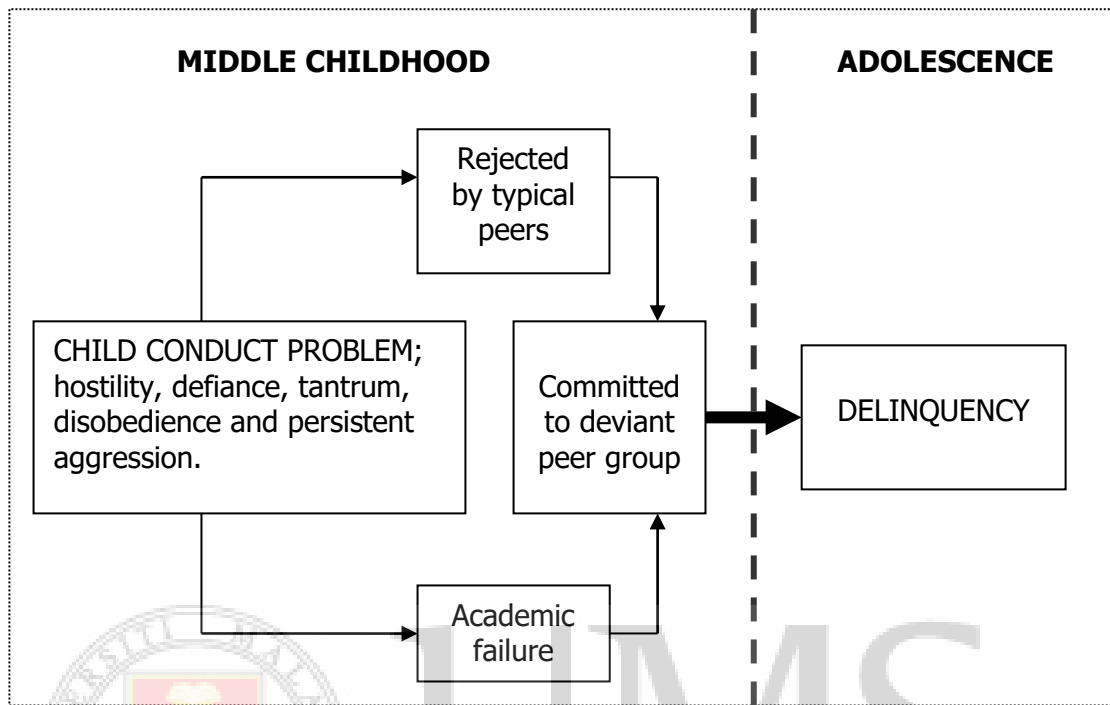 MIDDLE CHILDHOOD
ADOLESCENCE
Rejected
by typical
peers
CHILD CONDUCT PROBLEM;
hostility, defiance, tantrum,
disobedience and persistent
aggression.
Committed
to deviant
peer group
DELINQUENCY
Academic
failure
UMS